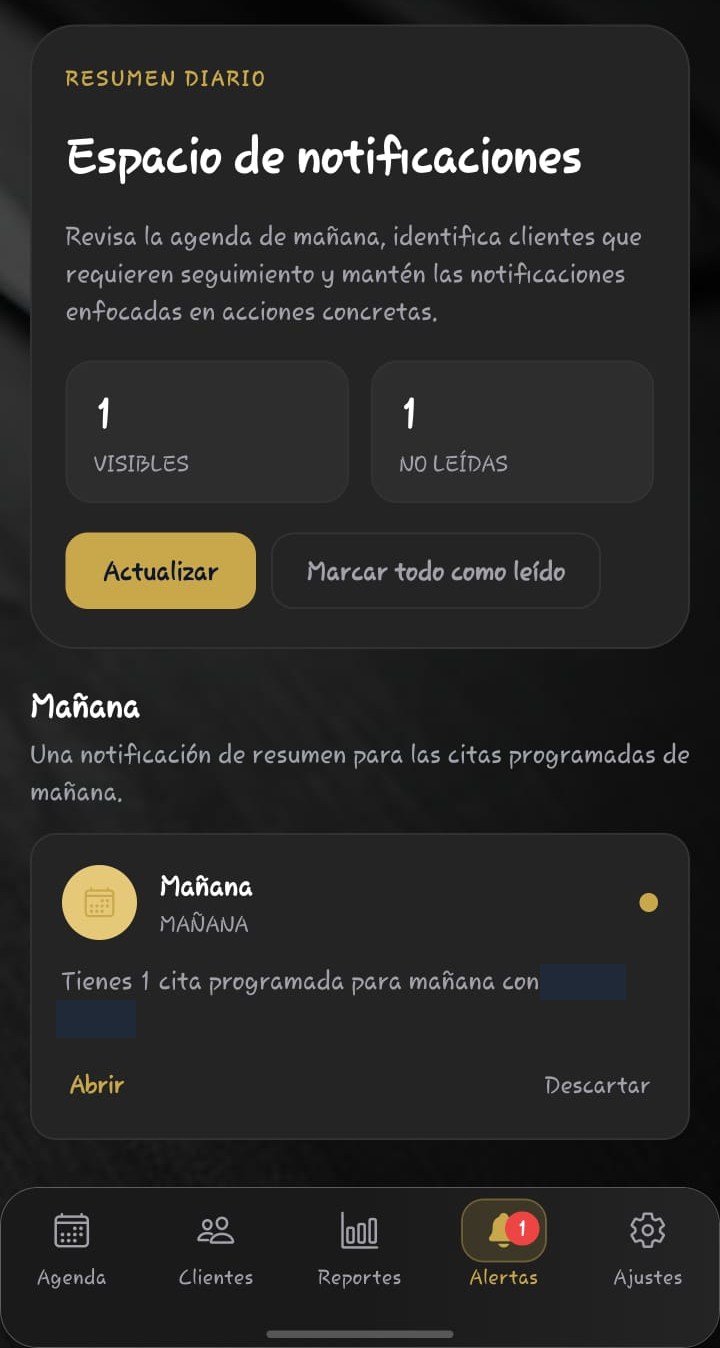 RESUMEN DIARIO
Espacio de notificaciones
Revisa la agenda de mañana, identifica clientes que
requieren seguimiento y mantén las notificaciones
enfocadas en acciones concretas.
1
VISIBLES
1
NO LEÍDAS
Actualizar
Marcar todo como leído
Mañana
Una notificación de resumen para las citas programadas de
mañana.
Mañana
MAÑANA
Tienes 1 cita programada para mañana con
Abrir
Descartar
1
Agenda
Clientes
Reportes
Alertas
Ajustes